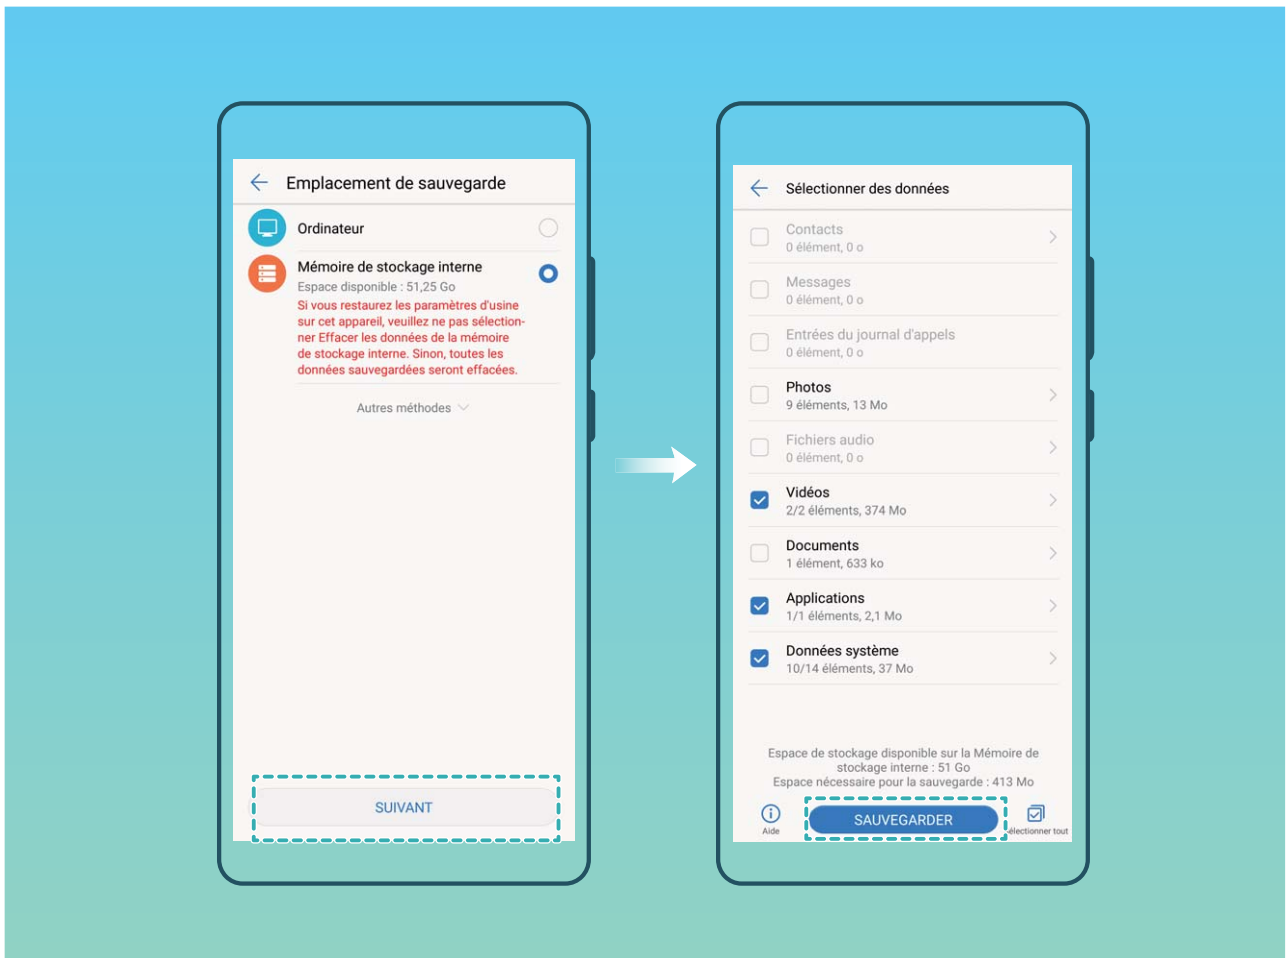 Emplacement de sauvegarde
Ordinateur
Mémoire de stockage interne
Espace disponible : 51,25 Go
Si vous restaurez les paramètres d'usine
sur cet appareil, veuillez ne pas sélection-
ner Effacer les données de la mémoire
de stockage interne. Sinon, toutes les
données sauvegardées seront effacées.
Autres méthodes
SUIVANT
Sélectionner des données
Contacts
0 élément, 0 o
Messages
0 élément, 0 o
Entrées du journal d'appels
0 élément, 0 o
Photos
9 éléments, 13 Mo
Fichiers audio
0 élément, 0 o
Vidéos
2/2 éléments, 374 Mo
Documents
1 élément, 633 ko
Applications
1/1 éléments, 2,1 Mo
Données système
10/14 éléments, 37 Mo
Espace de stockage disponible sur la Mémoire de
stockage interne : 51 Go
Espace nécessaire pour la sauvegarde : 413 Mo
Aide
SAUVEGARDER
électionner tout